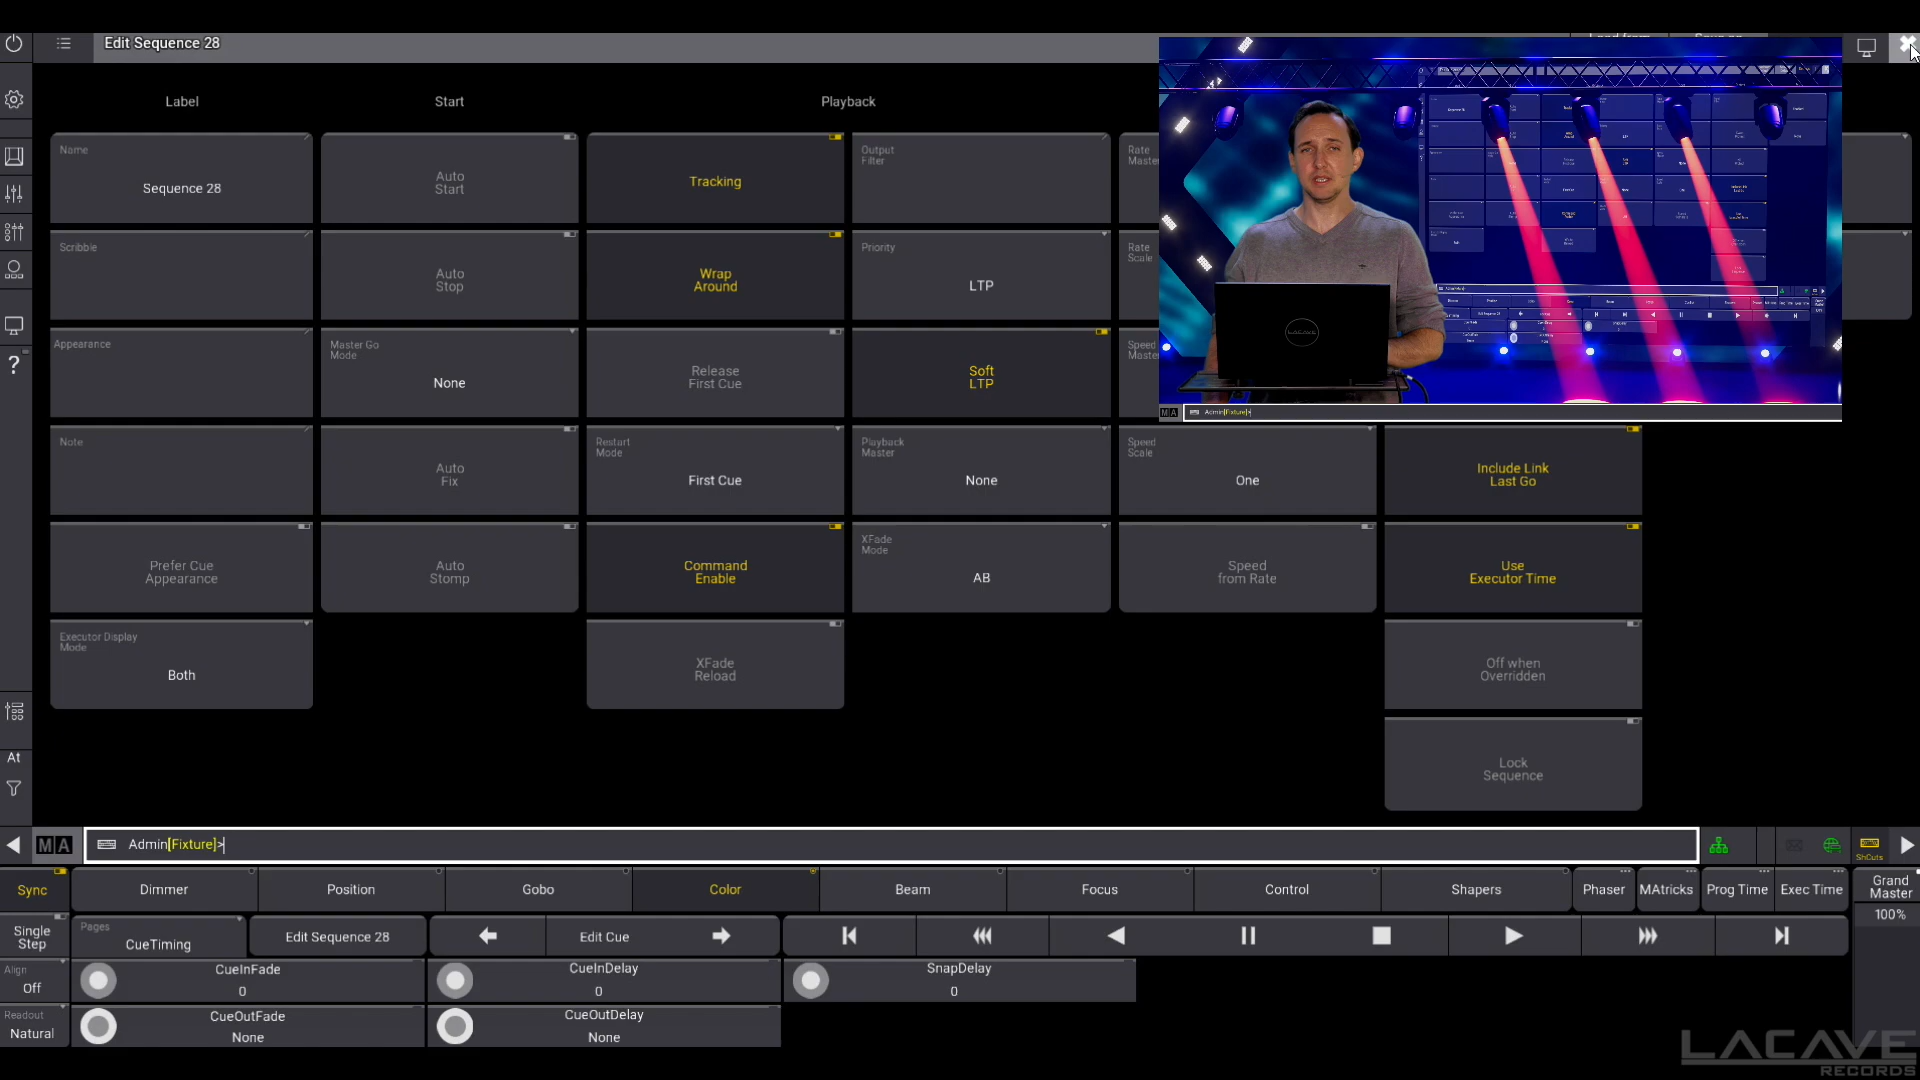 Edit Sequence 28
Label
Start
Playback
Name
Sequence 28
Auto
Start
Tracking
Output
Filter
Rate
Maste
Scribble
Auto
Stop
Wrap
Around
Priority
LTP
Rate
Scale
Appearance
Master Go
Mode
None
Release
First Cue
Soft
LTP
Speed
Maste
LACAVE
MA
Admin[Fixture]>
Note
Auto
Fix
Restart
Mode
First Cue
Playback
Master
None
Speed
Scale
One
Include Link
Last Go
Prefer Cue
Appearance
Auto
Stomp
Command
Enable
XFade
Mode
AB
Speed
from Rate
Use
Executor Time
Executor Display
Mode
Both
XFade
Reload
Off when
Overridden
Lock
Sequence
At
MA
Admin[Fixture]>
ShCuts
Sync
Dimmer
Position
Gobo
Color
Beam
Focus
Control
Shapers
Phaser
MAtricks
Prog Time
Exec Time
Grand
Master
100%
Single
Step
Pages
CueTiming
Edit Sequence 28
Edit Cue
Align
Off
CueInFade
0
CueInDelay
0
SnapDelay
0
Readout
Natural
CueOutFade
None
CueOutDelay
None
LACAVE
RECORDS